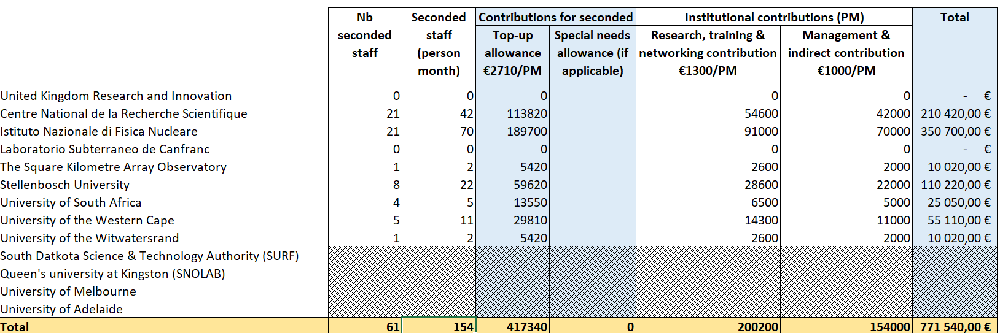 Nb seconded staff | Seconded staff (person month) | Contributions for seconded | Institutional contributions (PM) | Total
Top-up allowance €2710/PM | Special needs allowance (if applicable) | Research, training & networking contribution €1300/PM | Management & indirect contribution €1000/PM
United Kingdom Research and Innovation 0 0 0 0 0 - €
Centre National de la Recherche Scientifique 21 42 113820 54600 42000 210 420,00 €
Istituto Nazionale di Fisica Nucleare 21 70 189700 91000 70000 350 700,00 €
Laboratorio Subterraneo de Canfranc 0 0 0 0 0 - €
The Square Kilometre Array Observatory 1 2 5420 2600 2000 10 020,00 €
Stellenbosch University 8 22 59620 28600 22000 110 220,00 €
University of South Africa 4 5 13550 6500 5000 25 050,00 €
University of the Western Cape 5 11 29810 14300 11000 55 110,00 €
University of the Witwatersrand 1 2 5420 2600 2000 10 020,00 €
South Datkota Science & Technology Authority (SURF)
Queen's university at Kingston (SNOLAB)
University of Melbourne
University of Adelaide
Total 61 154 417340 0 200200 154000 771 540,00 €